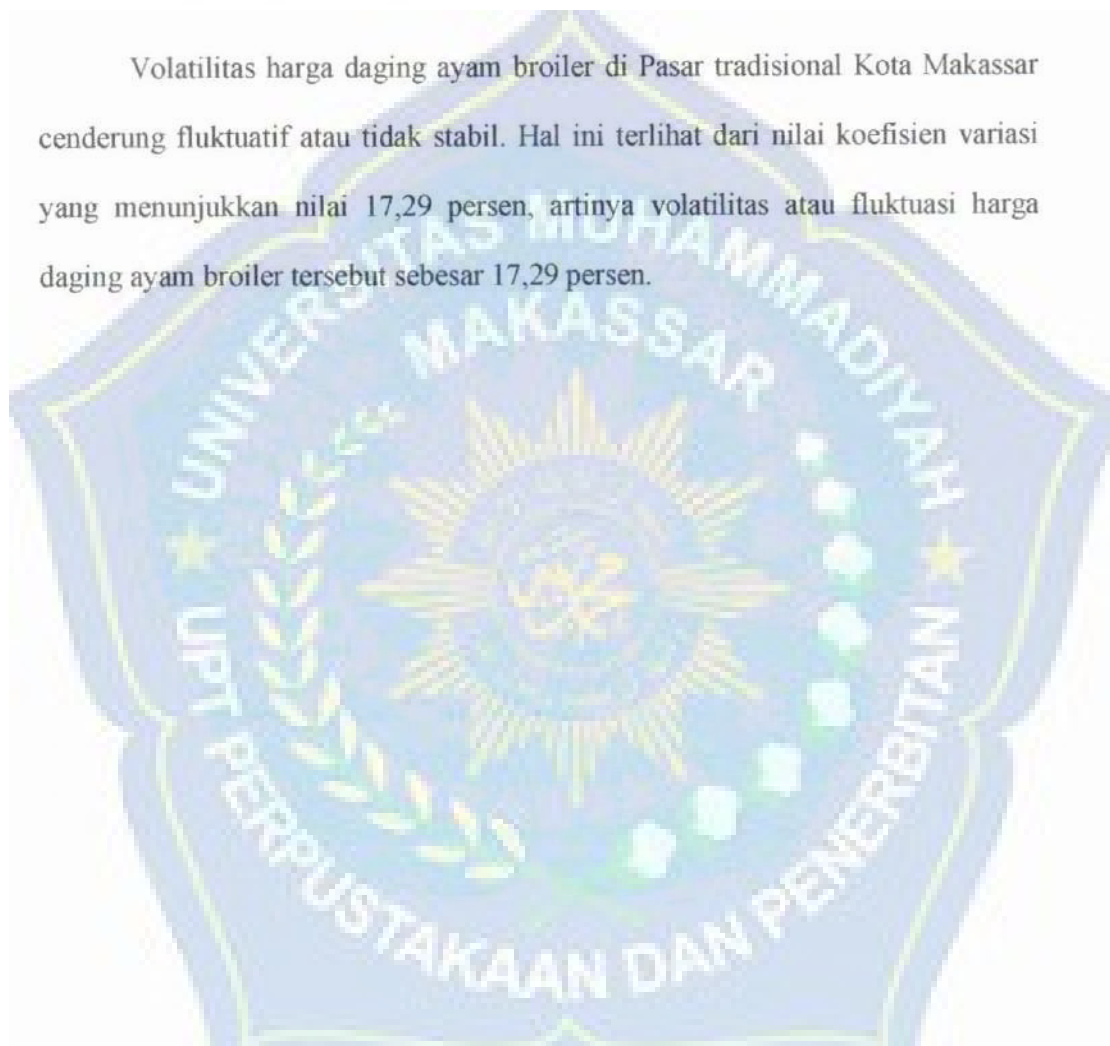 Volatilitas harga daging ayam broiler di Pasar tradisional Kota Makassar
cenderung fluktuatif atau tidak stabil. Hal ini terlihat dari nilai koefisien variasi
yang menunjukkan nilai 17,29 persen, artinya volatilitas atau fluktuasi harga
daging ayam broiler tersebut sebesar 17,29 persen.
UNIVERSITAS MUHAMMADIYAH
MAKASSAR
UPT PERPUSTAKAAN DAN PENERBITAN